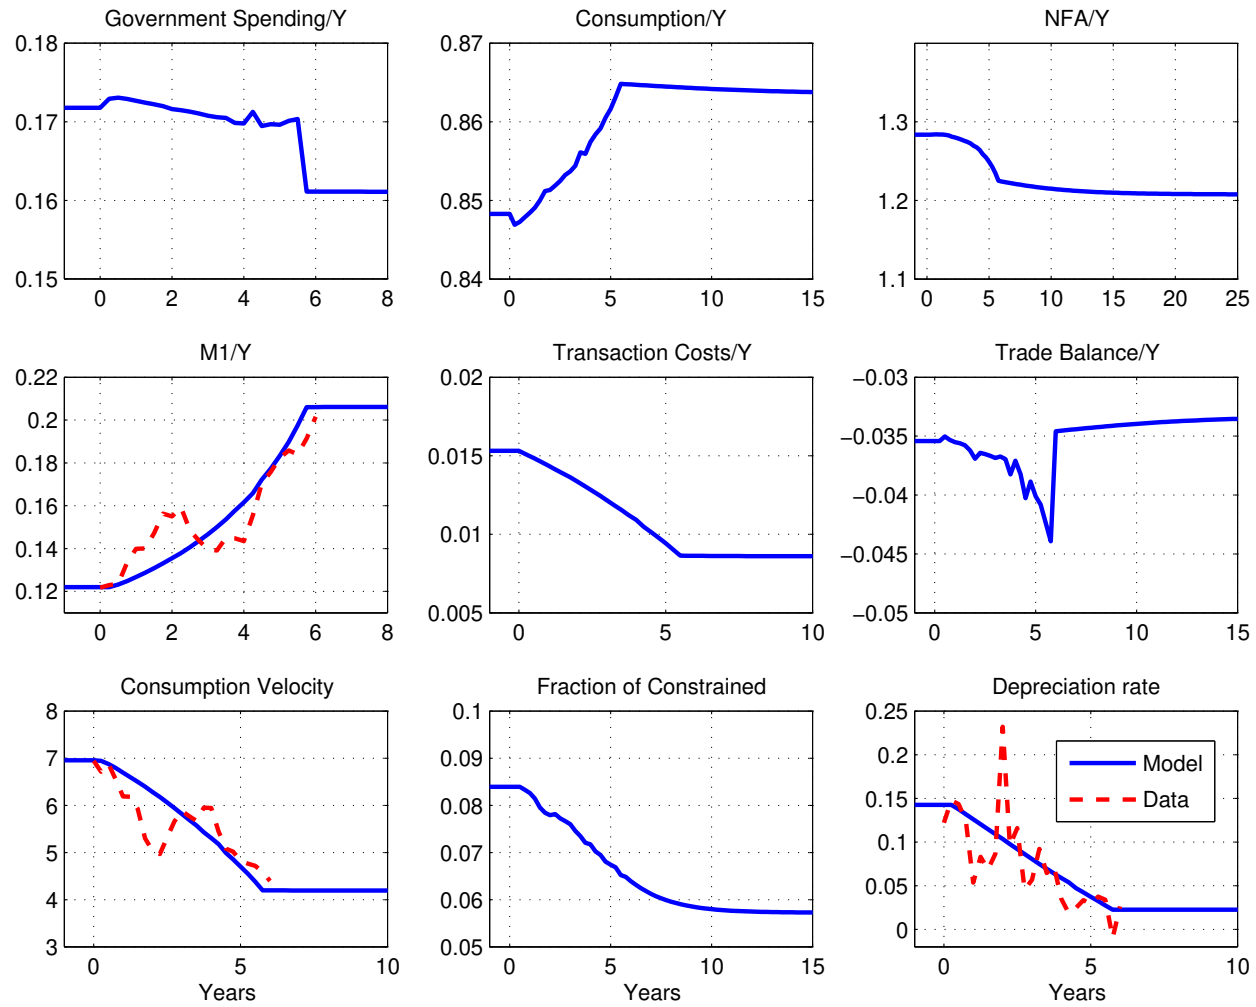 Government Spending/Y
0.18
0.17
0.16
0.15
0 2 4 6 8
Consumption/Y
0.87
0.86
0.85
0.84
0 5 10 15
NFA/Y
1.3
1.2
1.1
0 5 10 15 20 25
M1/Y
0.22
0.2
0.18
0.16
0.14
0.12
0 2 4 6 8
Transaction Costs/Y
0.02
0.015
0.01
0.005
0 5 10
Trade Balance/Y
−0.03
−0.035
−0.04
−0.045
−0.05
0 5 10 15
Consumption Velocity
8
7
6
5
4
3
0 5 10
Years
Fraction of Constrained
0.1
0.09
0.08
0.07
0.06
0.05
0 5 10 15
Depreciation rate
0.25
0.2
0.15
0.1
0.05
0
Model
Data
0 5 10
Years